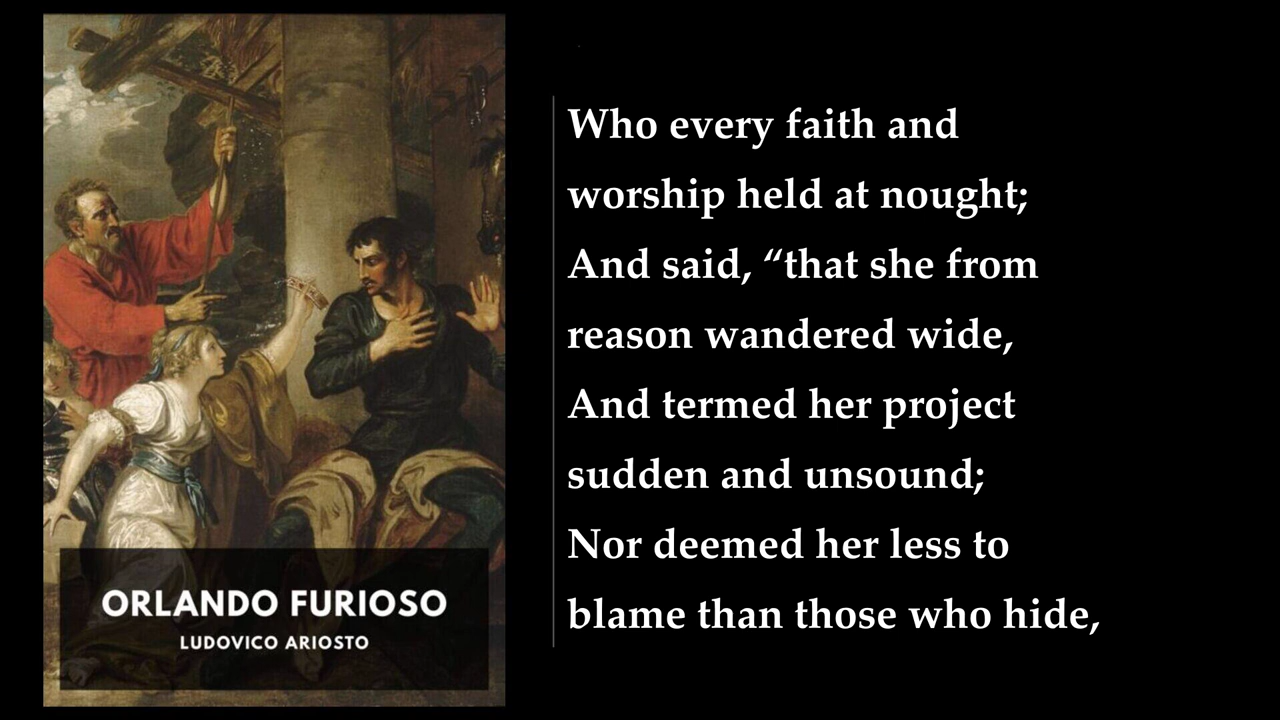 ORLANDO FURIOSO
LUDOVICO ARIOSTO
Who every faith and
worship held at nought;
And said, “that she from
reason wandered wide,
And termed her project
sudden and unsound;
Nor deemed her less to
blame than those who hide,